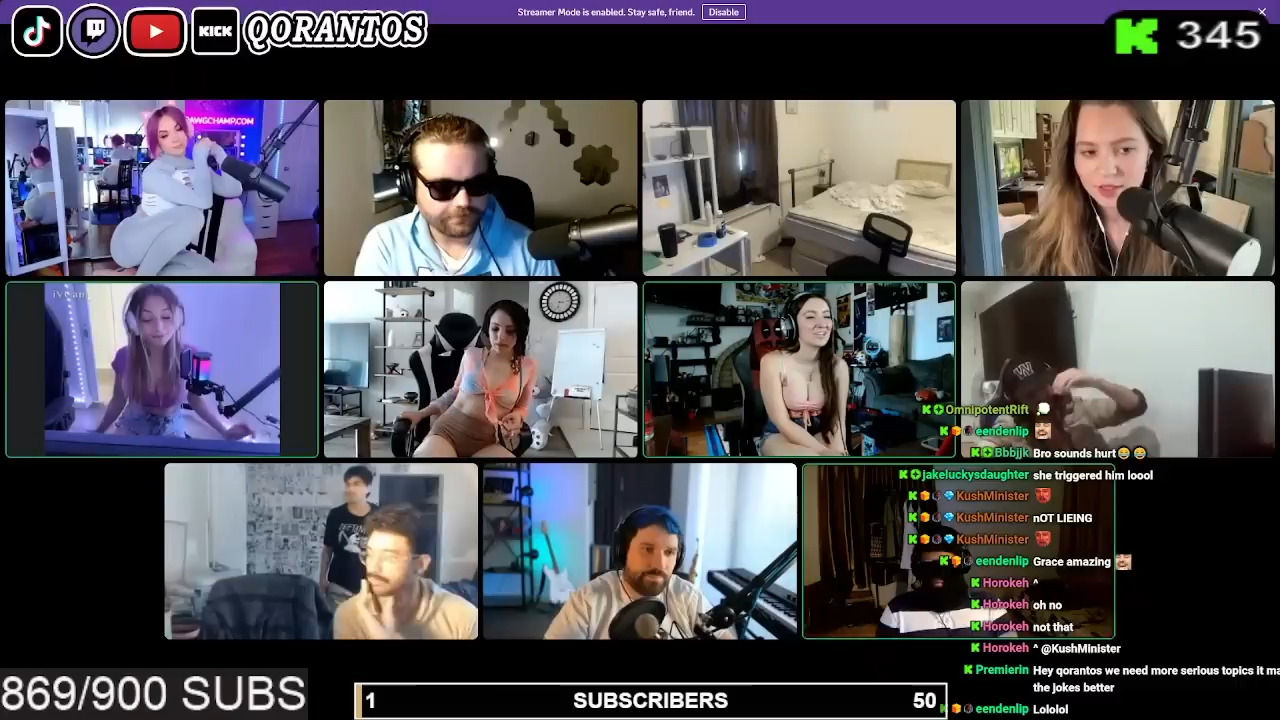 Streamer Mode is enabled. Stay safe, friend. Disable
KICK QORANTOS
345
DAWGCHAMP.COM
OmnipotentRift
eendenlip
Bbbjjk Bro sounds hurt😂😂
jakeluckysdaughter she triggered him loool
KushMinister
KushMinister nOT LIEING
KushMinister
eendenlip Grace amazing
Horokeh ^
Horokeh oh no
Horokeh not that
Horokeh ^ @KushMinister
Premierin Hey qorantos we need more serious topics it ma
the jokes better
eendenlip Lololol
869/900 SUBS
1 SUBSCRIBERS 50